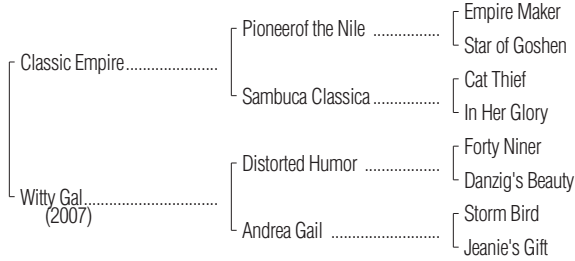 Empire Maker
Pioneerof the Nile ................
Star of Goshen
Classic Empire......................
Cat Thief
Sambuca Classica................
In Her Glory
Forty Niner
Distorted Humor ..................
Danzig's Beauty
Witty Gal................................
(2007)
Storm Bird
Andrea Gail ..........................
Jeanie's Gift